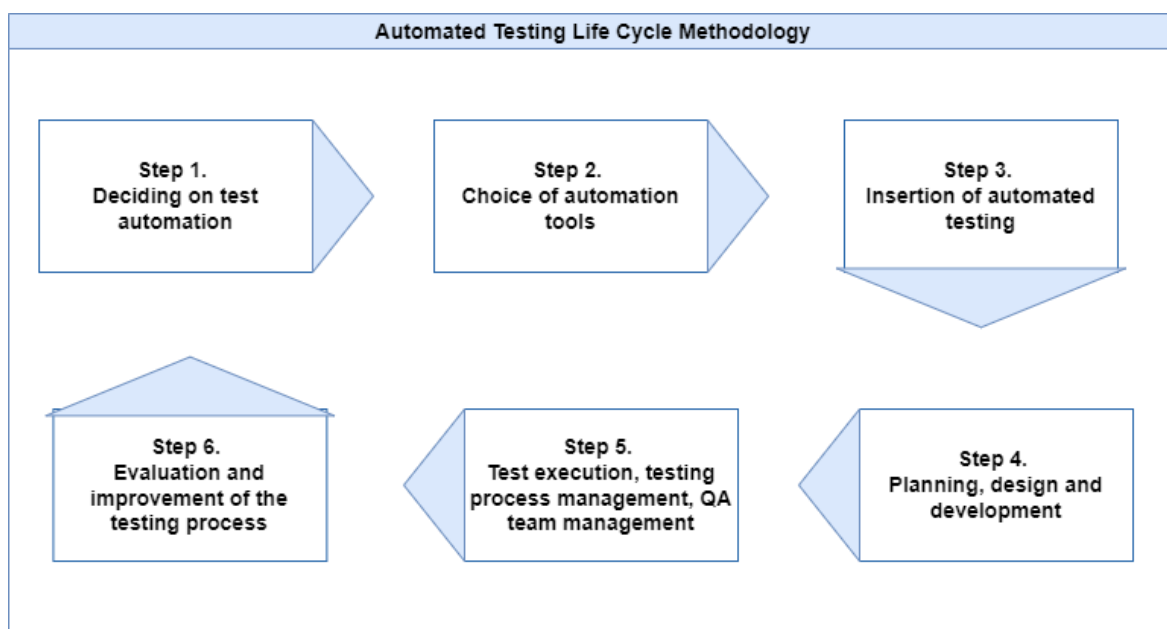 Automated Testing Life Cycle Methodology
Step 1.
Deciding on test
automation
Step 2.
Choice of automation
tools
Step 3.
Insertion of automated
testing
Step 4.
Planning, design and
development
Step 5.
Test execution, testing
process management, QA
team management
Step 6.
Evaluation and
improvement of the
testing process